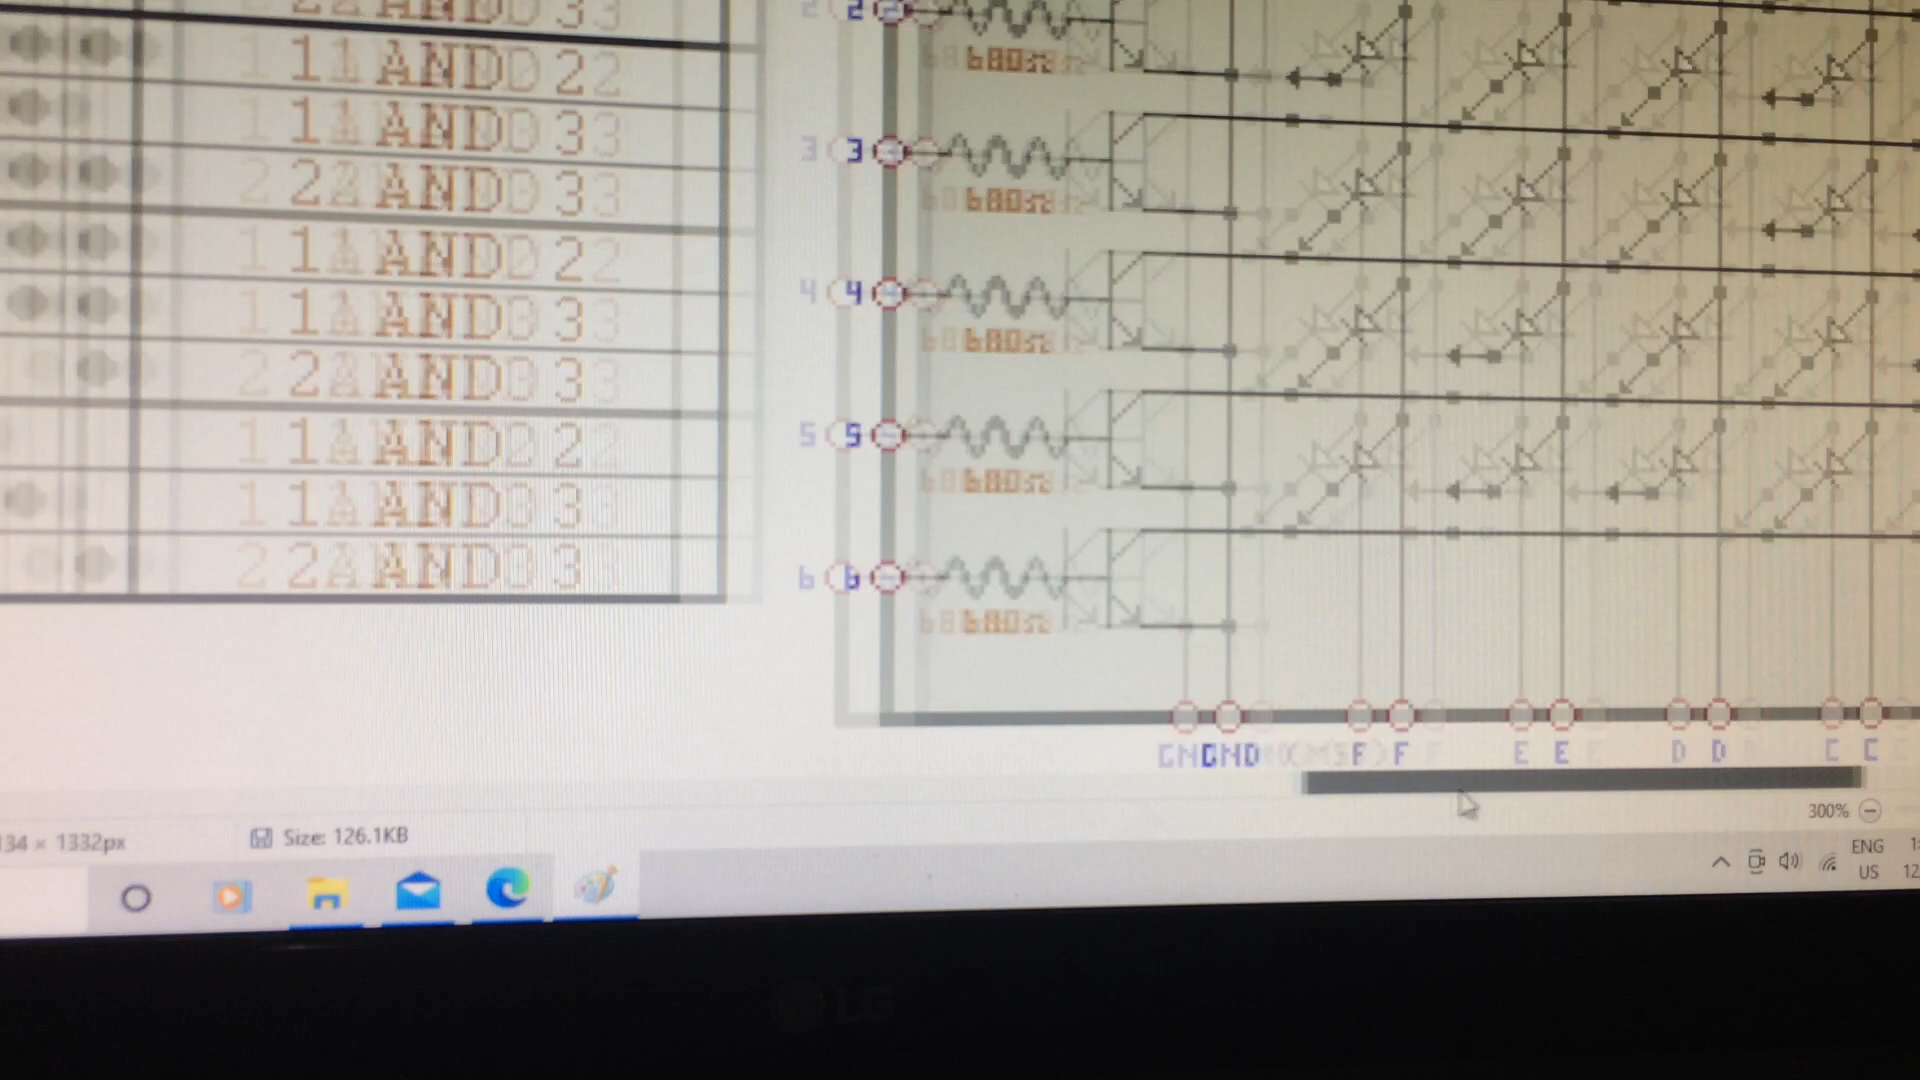 1 AND 2
1 AND 3
2 AND 3
1 AND 2
1 AND 3
2 AND 3
1 AND 2
1 AND 3
2 AND 3
2
680Ω
3
680Ω
4
680Ω
5
680Ω
6
680Ω
GND F E D C
300%
1332px
Size: 126.1KB
ENG
US
LG